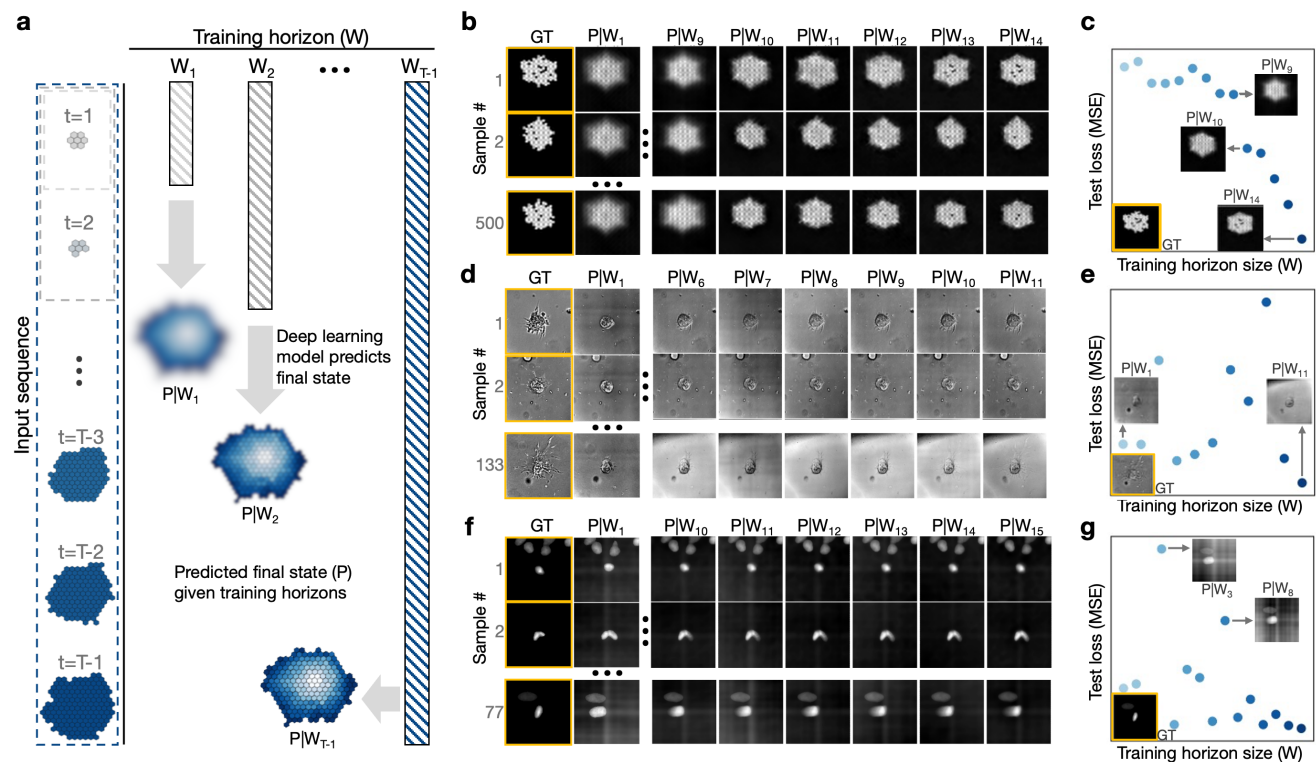 a
Training horizon (W)
W1
W2
•••
WT-1
Input sequence
t=1
t=2
t=T-3
t=T-2
t=T-1
P|W1
Deep learning
model predicts
final state
P|W2
Predicted final state (P)
given training horizons
P|WT-1
b
GT P|W1 P|W9 P|W10 P|W11 P|W12 P|W13 P|W14
Sample #
1
2
500
c
Test loss (MSE)
P|W9
P|W10
P|W14
GT
Training horizon size (W)
d
GT P|W1 P|W6 P|W7 P|W8 P|W9 P|W10 P|W11
Sample #
1
2
133
e
Test loss (MSE)
P|W1
P|W11
GT
Training horizon size (W)
f
GT P|W1 P|W10 P|W11 P|W12 P|W13 P|W14 P|W15
Sample #
1
2
77
g
Test loss (MSE)
P|W3
P|W8
GT
Training horizon size (W)